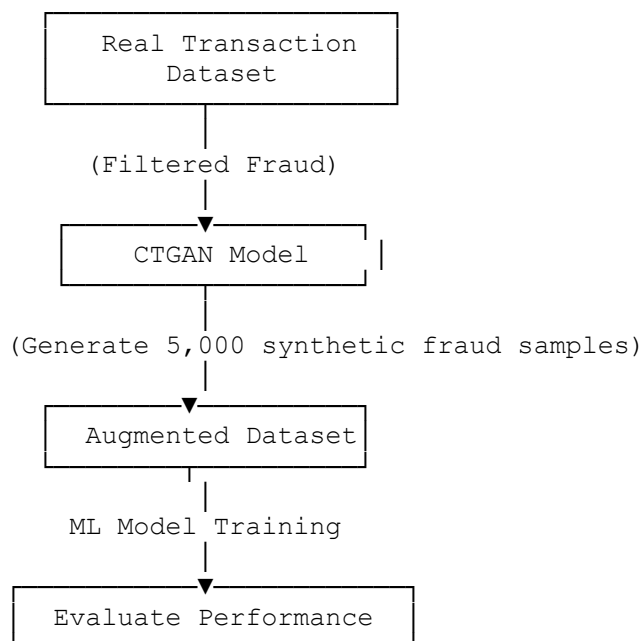 Real Transaction
Dataset
(Filtered Fraud)
CTGAN Model
(Generate 5,000 synthetic fraud samples)
Augmented Dataset
ML Model Training
Evaluate Performance